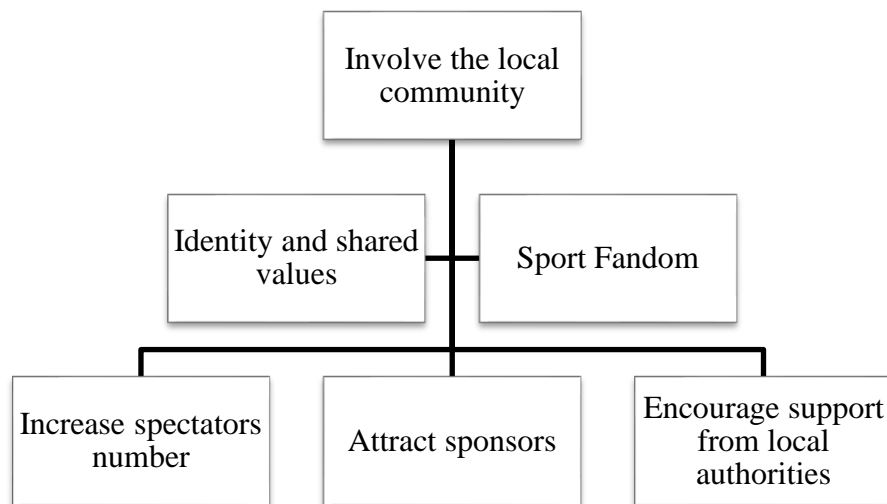 Involve the local
community
Identity and shared
values
Sport Fandom
Increase spectators
number
Attract sponsors
Encourage support
from local
authorities